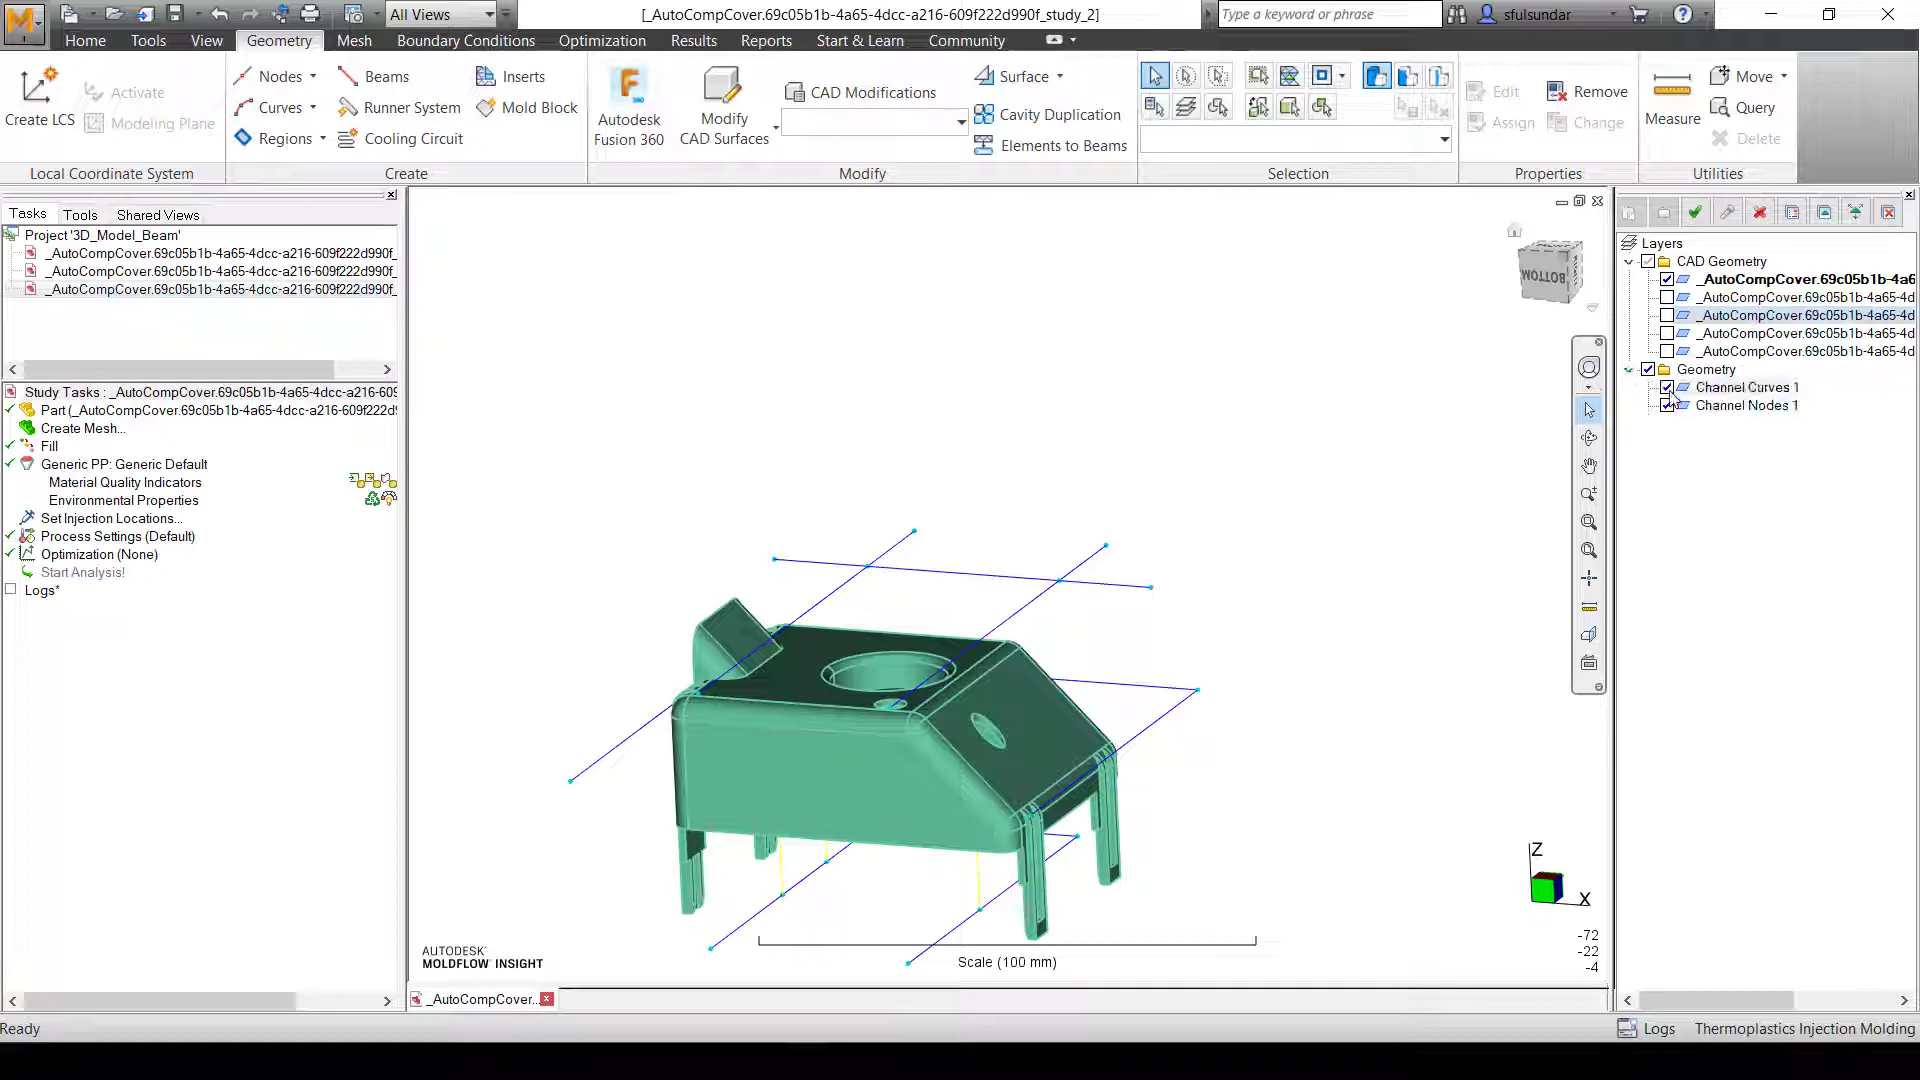 All Views
[_AutoCompCover.69c05b1b-4a65-4dcc-a216-609f222d990f_study_2]
Type a keyword or phrase
sfulsundar
Home
Tools
View
Geometry
Mesh
Boundary Conditions
Optimization
Results
Reports
Start & Learn
Community
Create LCS
Activate
Modeling Plane
Local Coordinate System
Nodes
Beams
Inserts
Curves
Runner System
Mold Block
Regions
Cooling Circuit
Create
Autodesk
Fusion 360
Modify
CAD Surfaces
CAD Modifications
Surface
Cavity Duplication
Elements to Beams
Modify
Selection
Edit
Remove
Assign
Change
Properties
Measure
Move
Query
Delete
Utilities
Tasks
Tools
Shared Views
Project '3D_Model_Beam'
_AutoCompCover.69c05b1b-4a65-4dcc-a216-609f222d990f_
_AutoCompCover.69c05b1b-4a65-4dcc-a216-609f222d990f_
_AutoCompCover.69c05b1b-4a65-4dcc-a216-609f222d990f_
Study Tasks : _AutoCompCover.69c05b1b-4a65-4dcc-a216-609
Part (_AutoCompCover.69c05b1b-4a65-4dcc-a216-609f222d
Create Mesh...
Fill
Generic PP: Generic Default
Material Quality Indicators
Environmental Properties
Set Injection Locations...
Process Settings (Default)
Optimization (None)
Start Analysis!
Logs*
BOTTOM
Z
X
-72
-22
-4
AUTODESK
MOLDFLOW INSIGHT
Scale (100 mm)
_AutoCompCover...
Layers
CAD Geometry
_AutoCompCover.69c05b1b-4a6
_AutoCompCover.69c05b1b-4a65-4d
_AutoCompCover.69c05b1b-4a65-4d
_AutoCompCover.69c05b1b-4a65-4d
_AutoCompCover.69c05b1b-4a65-4d
Geometry
Channel Curves 1
Channel Nodes 1
Ready
Logs
Thermoplastics Injection Molding